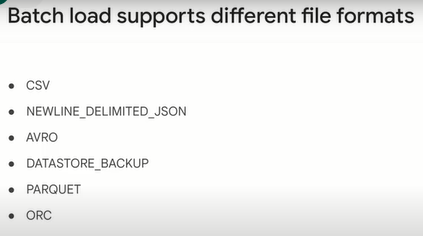 Batch load supports different file formats
• CSV
• NEWLINE_DELIMITED_JSON
• AVRO
• DATASTORE_BACKUP
• PARQUET
• ORC